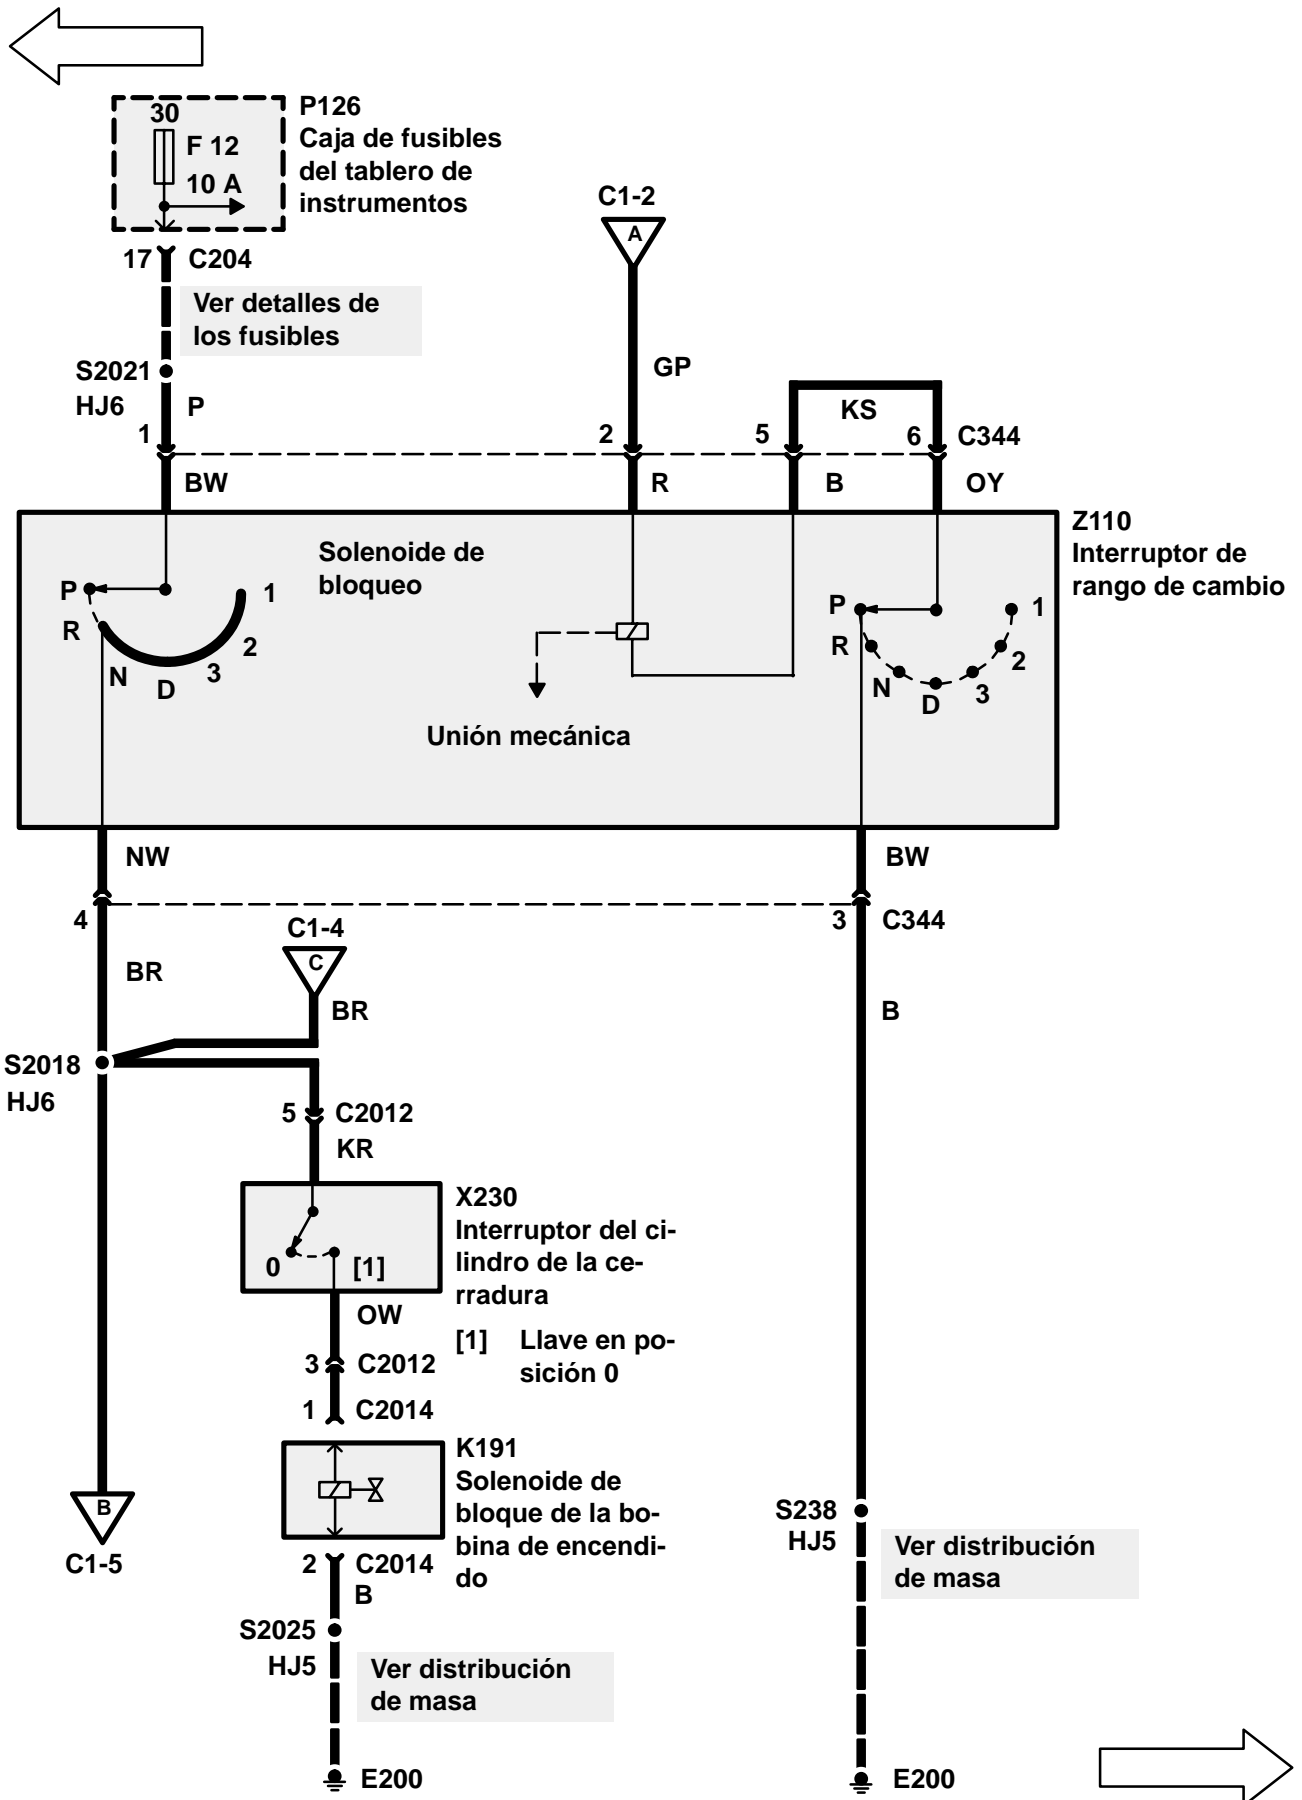 30
F 12
10 A
P126
Caja de fusibles
del tablero de
instrumentos
17
C204
Ver detalles de
los fusibles
C1-2
A
S2021
HJ6
P
GP
KS
1
2
5
6
C344
BW
R
B
OY
Z110
Interruptor de
rango de cambio
Solenoide de
bloqueo
P
R
N
D
3
2
1
P
R
N
D
3
2
1
Unión mecánica
NW
BW
4
3
C344
C1-4
C
BR
BR
B
S2018
HJ6
5
C2012
KR
X230
Interruptor del ci-
lindro de la ce-
rradura
0
[1]
OW
[1] Llave en po-
sición 0
3
C2012
1
C2014
K191
Solenoide de
bloque de la bo-
bina de encendi-
do
B
C1-5
2
C2014
B
S2025
HJ5
Ver distribución
de masa
S238
HJ5
Ver distribución
de masa
E200
E200